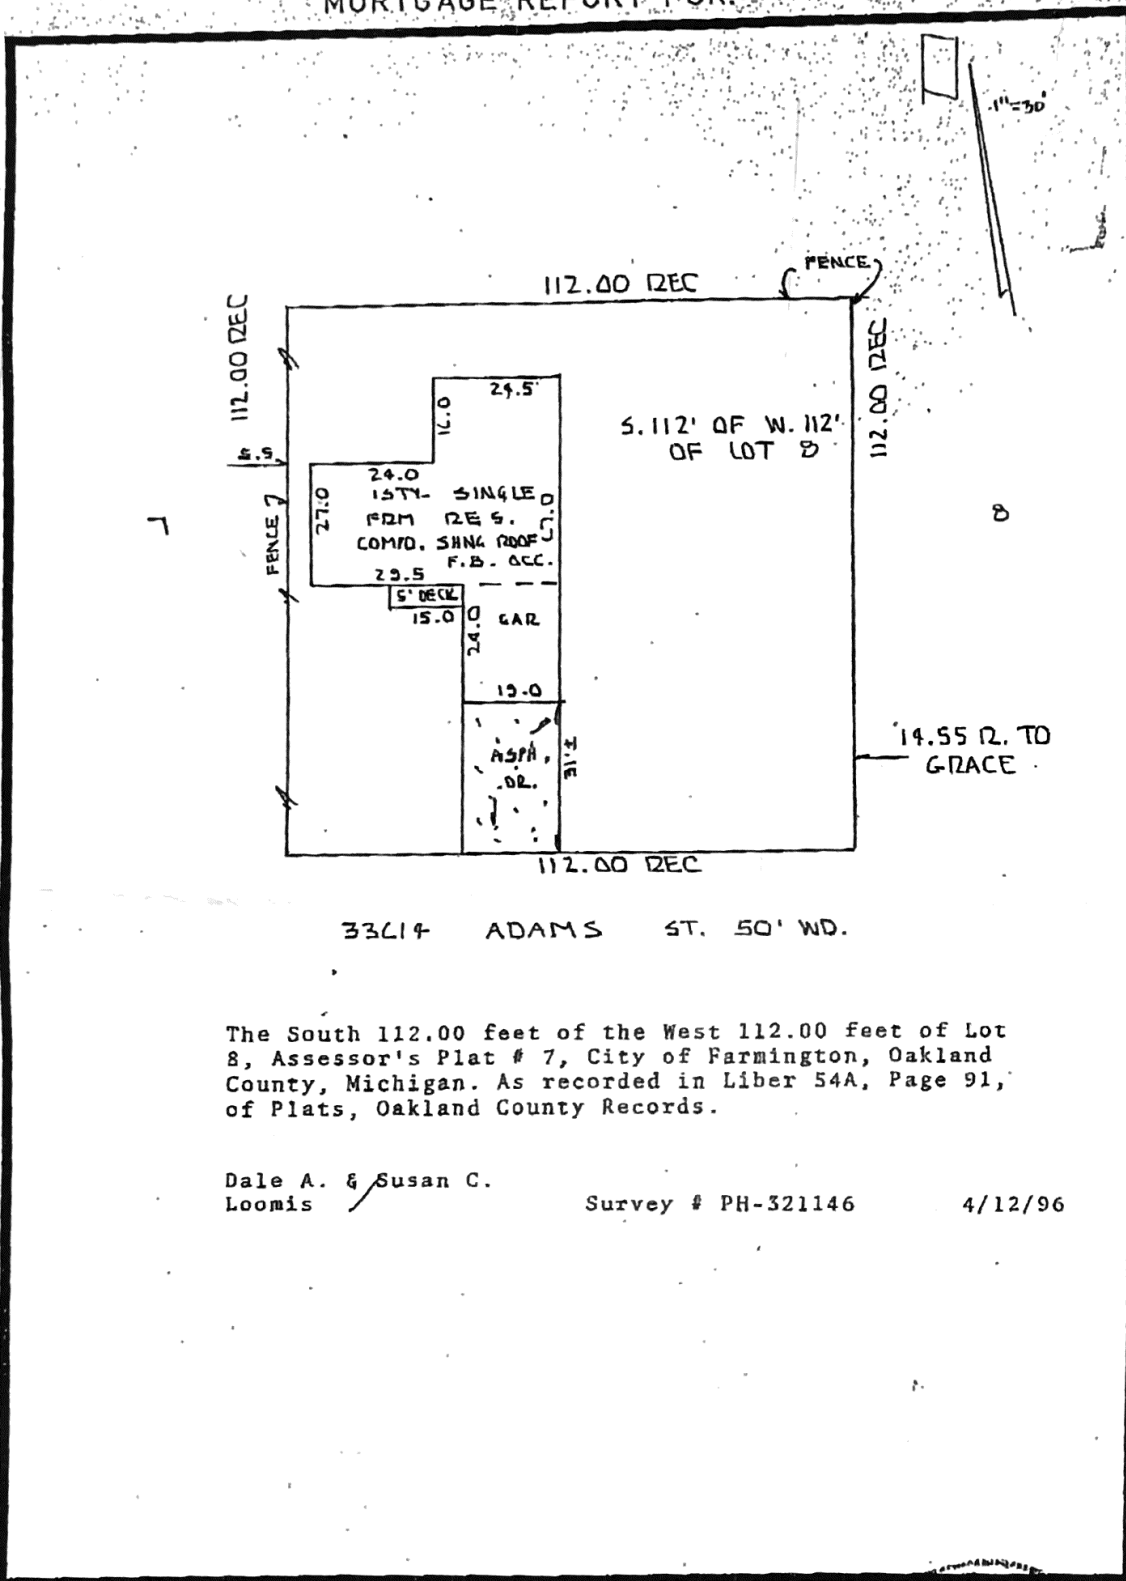 MORTGAGE REPORT FOR:
1"=30'
FENCE
112.00 REC
112.00 REC
112.00 REC
24.5'
16.0
S. 112' OF W. 112'
OF LOT 8
5.5
24.0
27.0
1STY- SINGLE
FRM RES.
COMPO. SHNG ROOF
F.B. OCC.
67.0
7
8
FENCE
29.5
5' DECK
15.0
24.0
GAR
19.0
ASPH.
DR.
31.7
14.55 R. TO
GRACE
112.00 REC
33614 ADAMS ST. 50' WD.
The South 112.00 feet of the West 112.00 feet of Lot
8, Assessor's Plat # 7, City of Farmington, Oakland
County, Michigan. As recorded in Liber 54A, Page 91,
of Plats, Oakland County Records.
Dale A. & Susan C.
Loomis
Survey # PH-321146 4/12/96